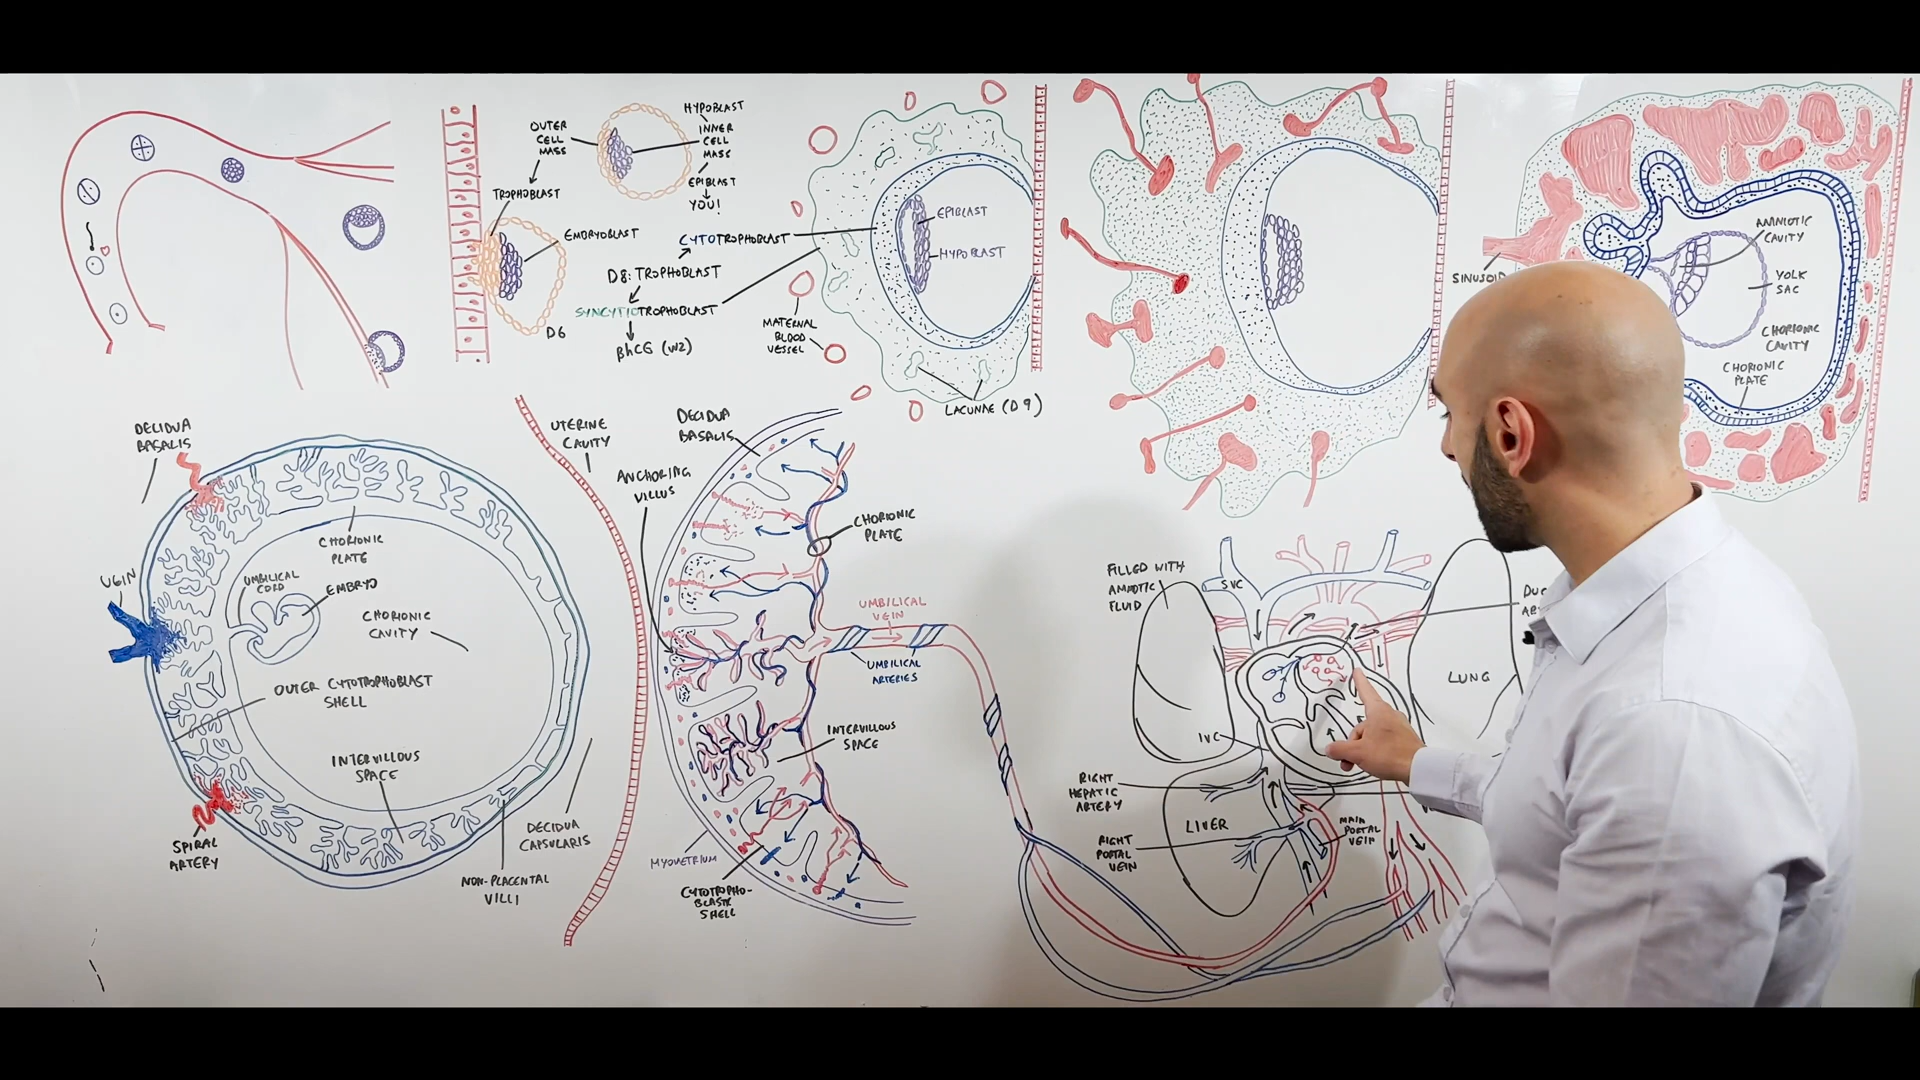 OUTER
CELL
MASS
TROPHOBLAST
HYPOBLAST
INNER
CELL
MASS
EPIBLAST
YOU!
EMBRYOBLAST
D6
CYTOTROPHOBLAST
D8: TROPHOBLAST
SYNCYTIOTROPHOBLAST
βhCG (W2)
EPIBLAST
HYPOBLAST
MATERNAL
BLOOD
VESSEL
LACUNAE (D9)
SINUSOID
AMNIOTIC
CAVITY
YOLK
SAC
CHORIONIC
CAVITY
CHORIONIC
PLATE
DECIDUA
BASALIS
VEIN
CHORIONIC
PLATE
UMBILICAL
CORD
EMBRYO
CHORIONIC
CAVITY
OUTER CYTOTROPHOBLAST
SHELL
INTERVILLOUS
SPACE
SPIRAL
ARTERY
NON-PLACENTAL
VILLI
DECIDUA
CAPSULARIS
UTERINE
CAVITY
DECIDUA
BASALIS
ANCHORING
VILLUS
CHORIONIC
PLATE
UMBILICAL
VEIN
UMBILICAL
ARTERIES
INTERVILLOUS
SPACE
MYOMETRIUM
CYTOTROPHO-
BLASTIC
SHELL
FILLED WITH
AMNIOTIC
FLUID
SVC
LUNG
IVC
RIGHT
HEPATIC
ARTERY
LIVER
RIGHT
PORTAL
VEIN
MAIN
PORTAL
VEIN